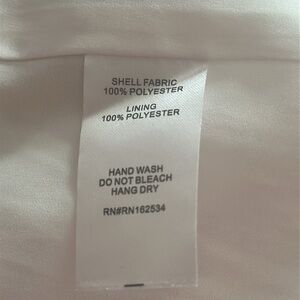 SHELL FABRIC
100% POLYESTER
LINING
100% POLYESTER
HAND WASH
DO NOT BLEACH
HANG DRY
RN#RN162534